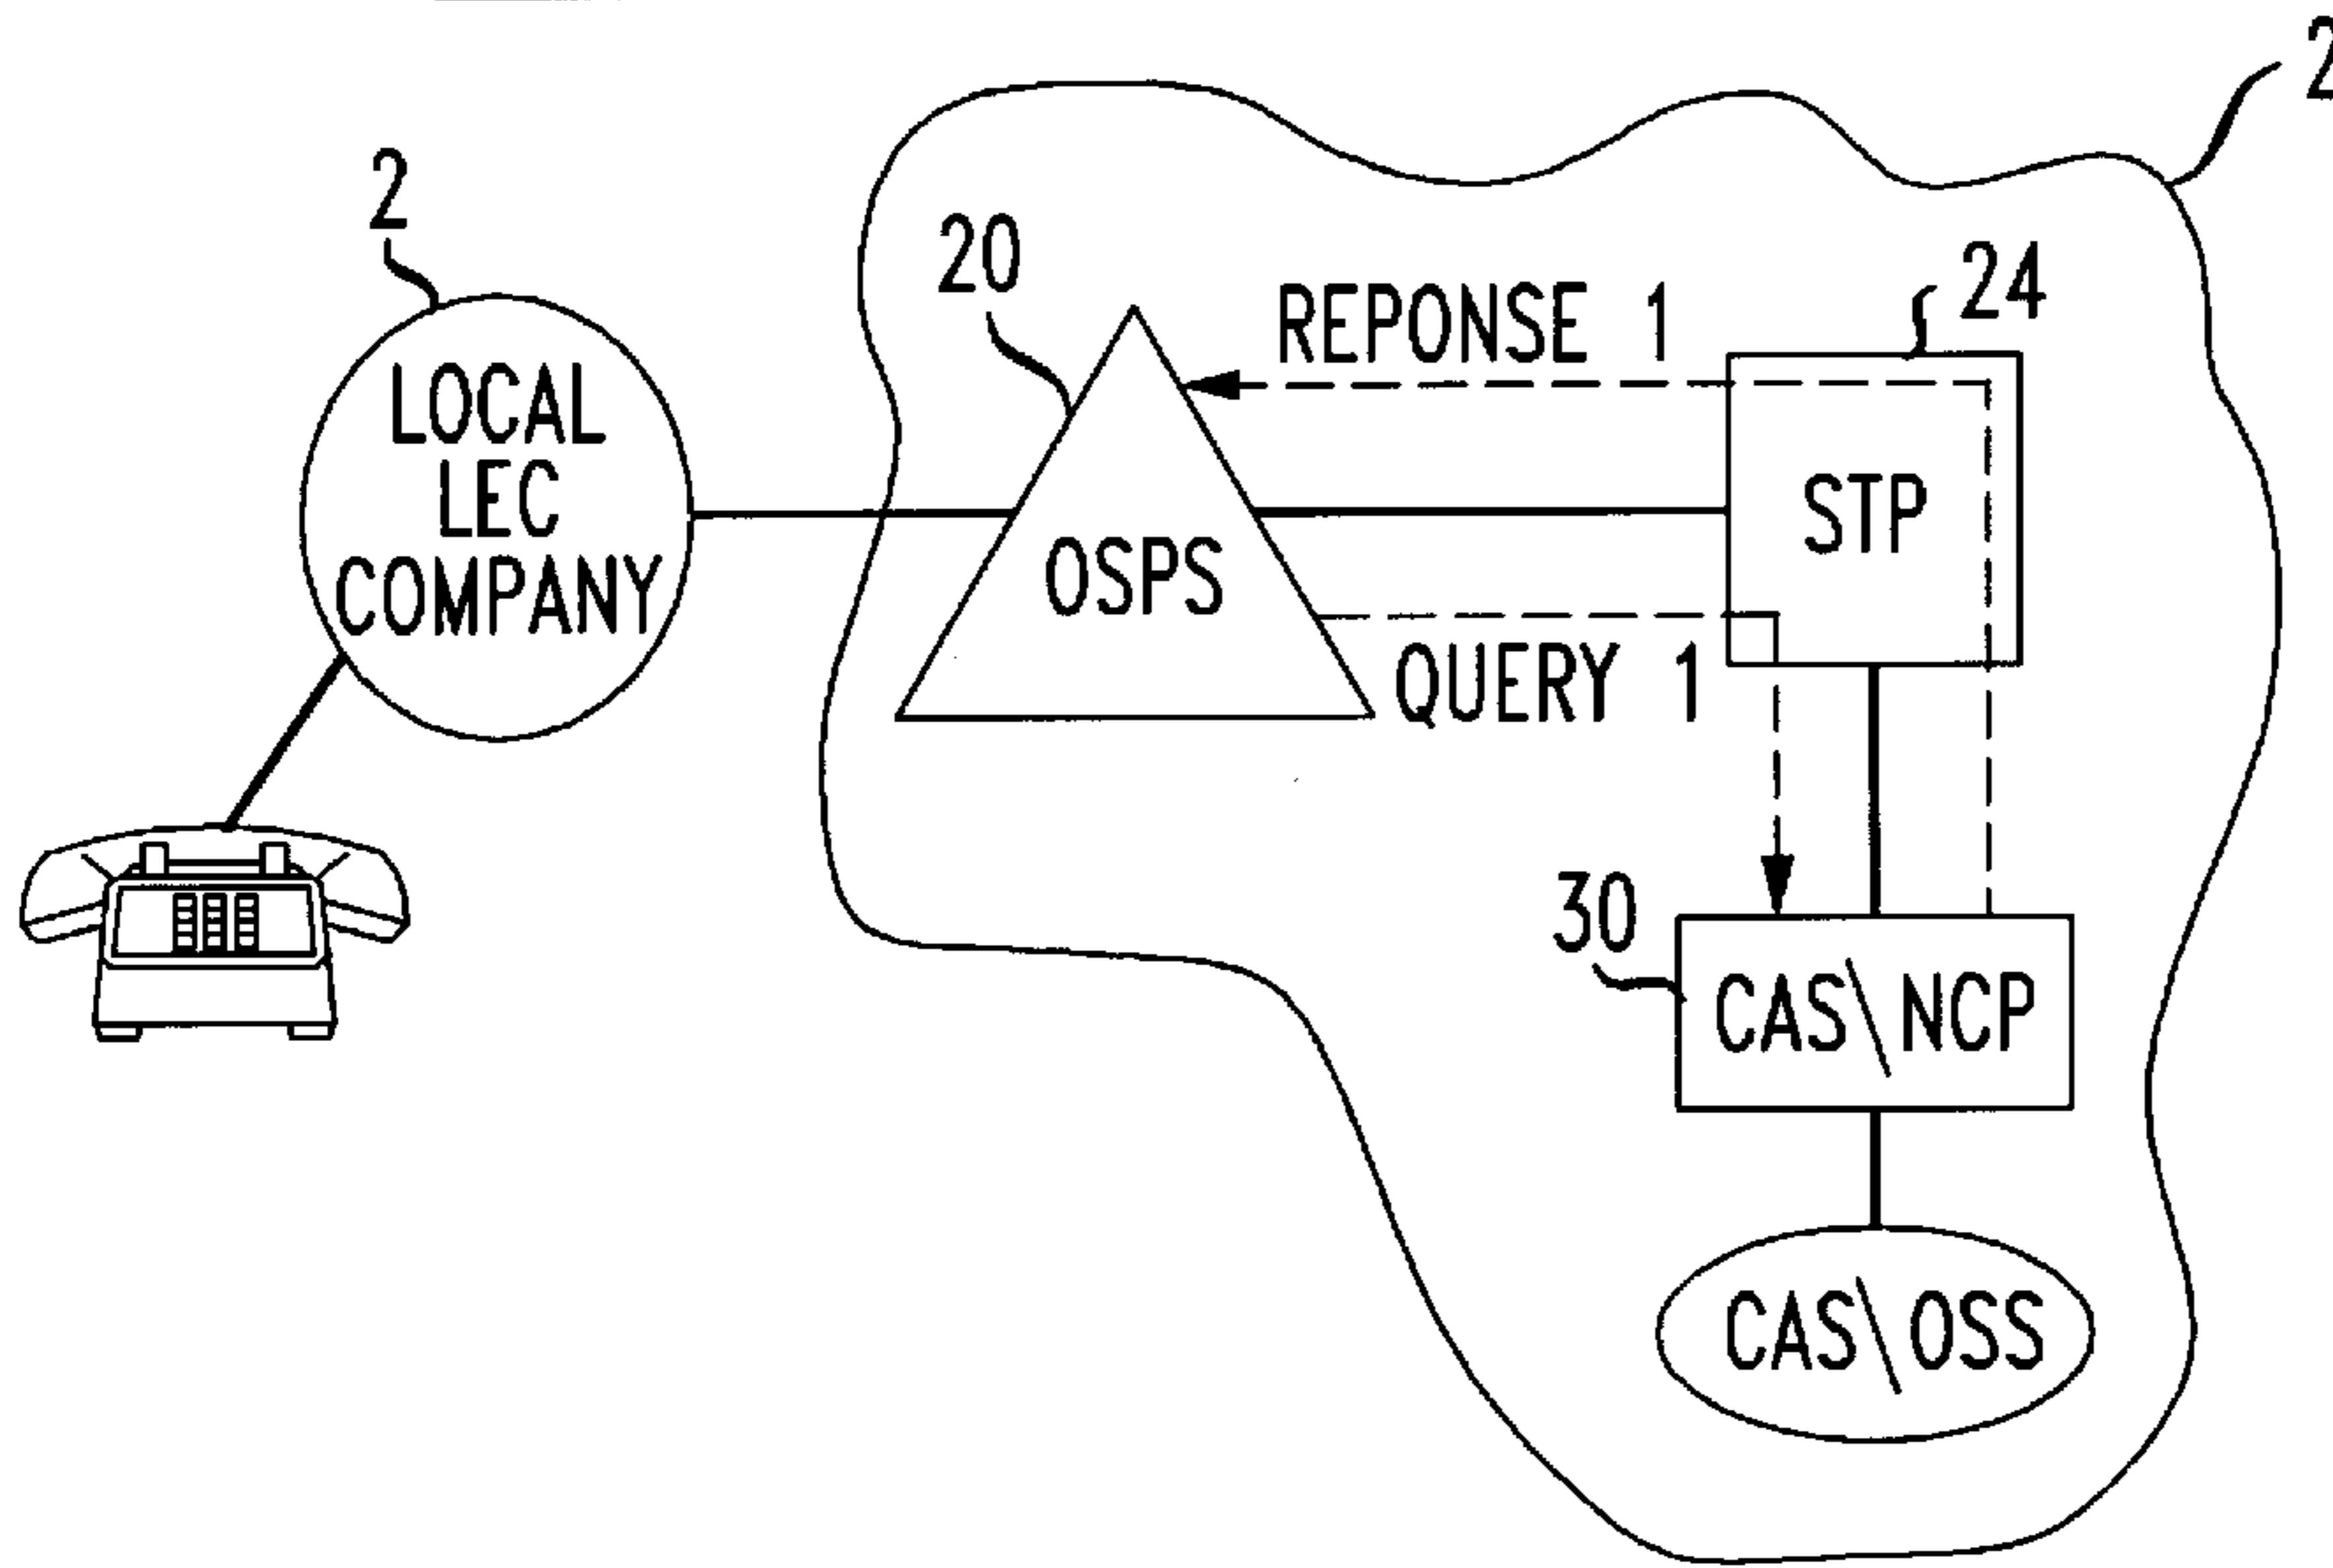 2
20
24
REPONSE 1
LOCAL
LEC
COMPANY
OSPS
STP
QUERY 1
30
CAS\NCP
CAS\OSS